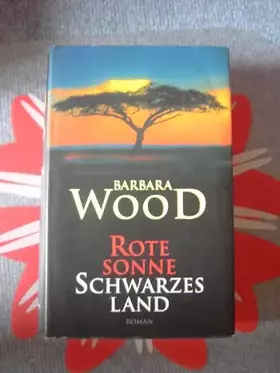 BARBARA
WOOD
ROTE
SONNE
SCHWARZES
LAND
ROMAN